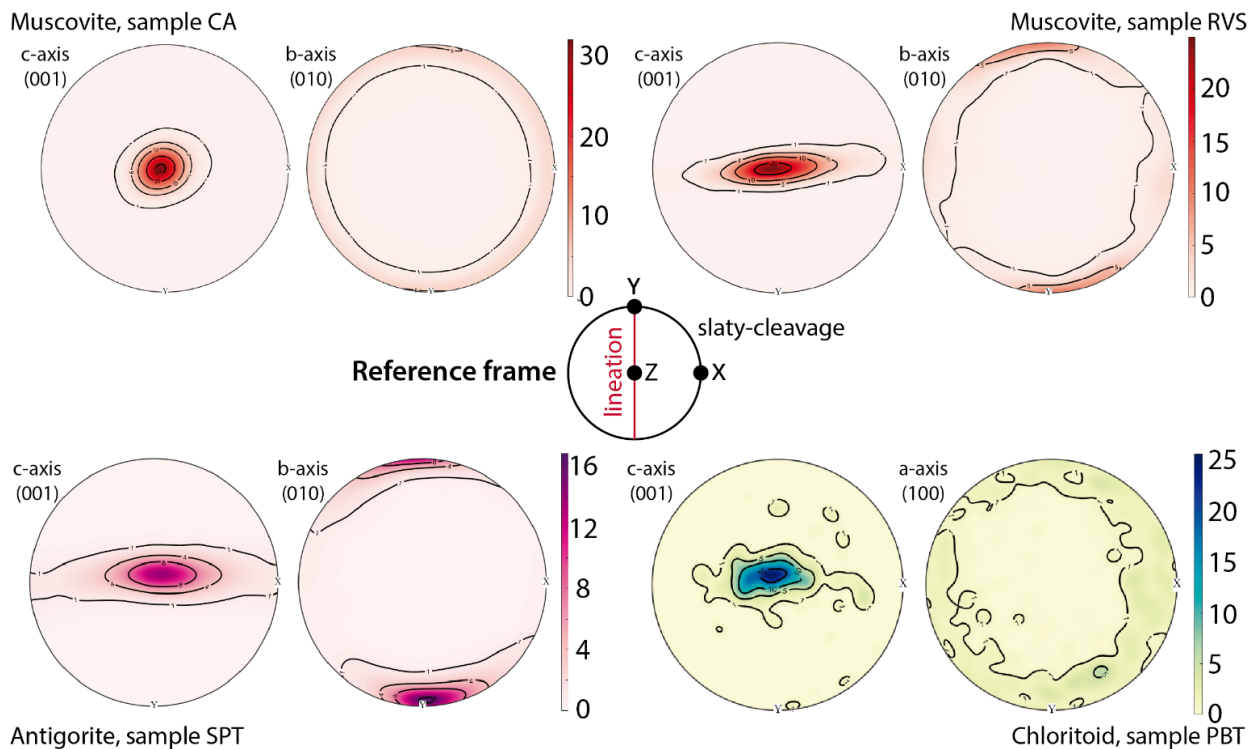 Muscovite, sample CA
Muscovite, sample RVS
c-axis
(001)
b-axis
(010)
X
Y
X
Y
30
20
10
0
c-axis
(001)
b-axis
(010)
X
Y
X
Y
20
15
10
5
0
Reference frame
Y
lineation
Z
X
slaty-cleavage
c-axis
(001)
b-axis
(010)
X
Y
X
Y
16
12
8
4
0
c-axis
(001)
a-axis
(100)
X
Y
X
Y
25
20
15
10
5
0
Antigorite, sample SPT
Chloritoid, sample PBT